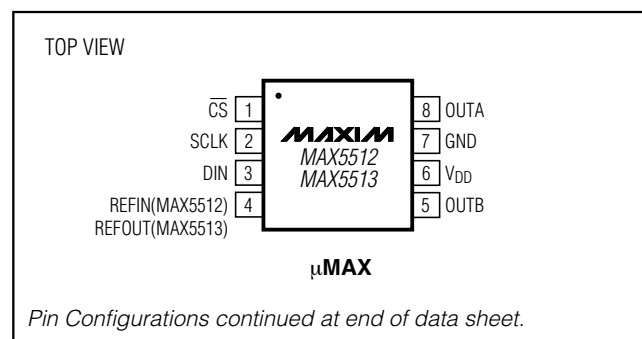 TOP VIEW
CS 1
SCLK 2
DIN 3
REFIN(MAX5512) 4
REFOUT(MAX5513)
MAXIM
MAX5512
MAX5513
8 OUTA
7 GND
6 VDD
5 OUTB
µMAX
Pin Configurations continued at end of data sheet.